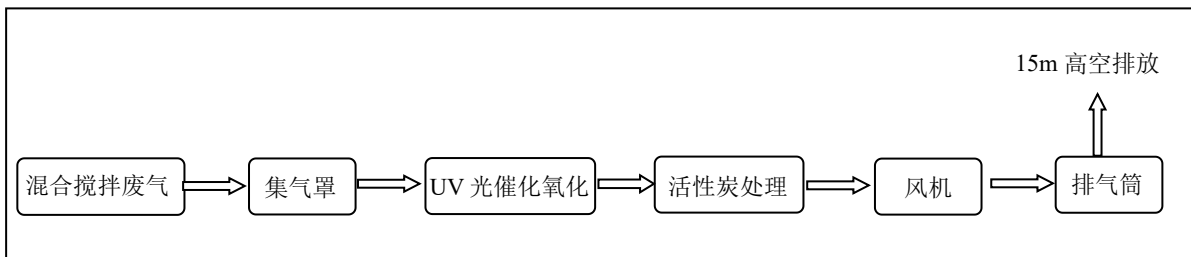 15m 高空排放
混合搅拌废气
集气罩
UV 光催化氧化
活性炭处理
风机
排气筒